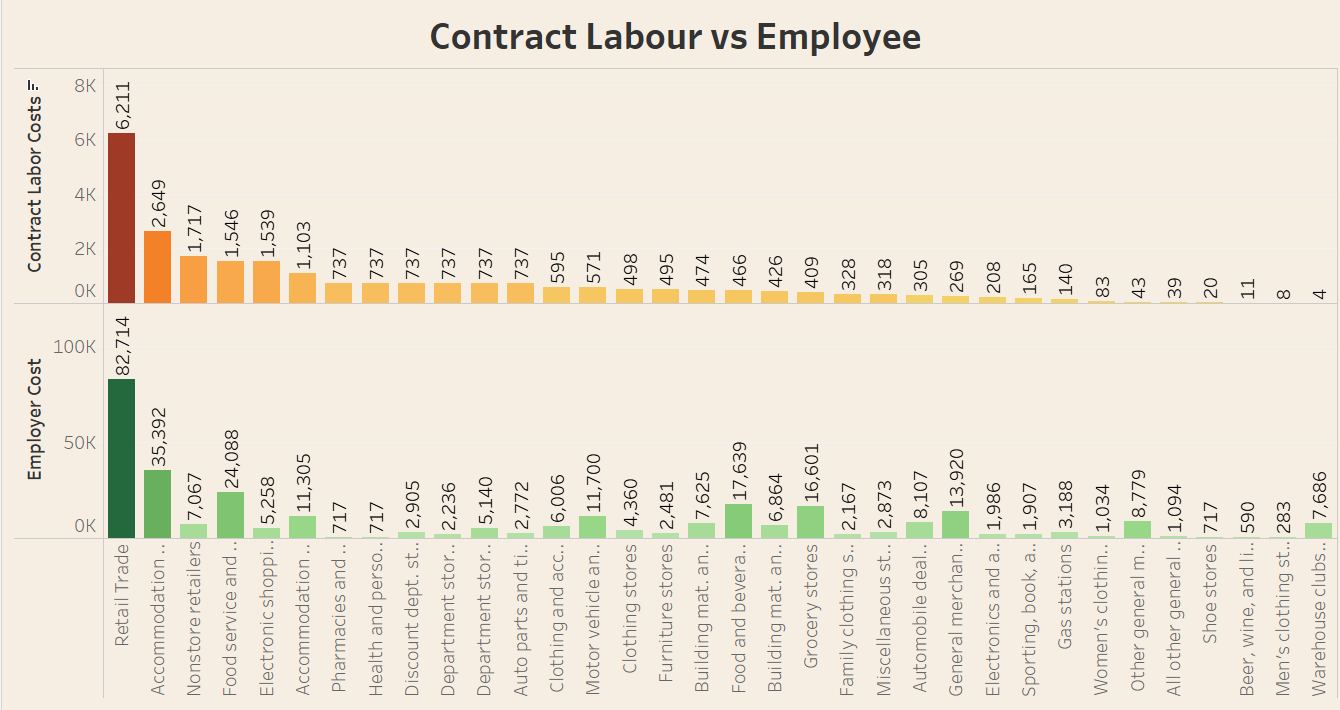 Contract Labour vs Employee
Contract Labor Costs
8K
6K
4K
2K
0K
6,211
2,649
1,717
1,546
1,539
1,103
737
737
737
737
737
737
595
571
498
495
474
466
426
409
328
318
305
269
208
165
140
83
43
39
20
11
8
4
Employer Cost
100K
50K
0K
82,714
35,392
7,067
24,088
5,258
11,305
717
717
2,905
2,236
5,140
2,772
6,006
11,700
4,360
2,481
7,625
17,639
6,864
16,601
2,167
2,873
8,107
13,920
1,986
1,907
3,188
1,034
8,779
1,094
717
590
283
7,686
Retail Trade
Accommodation ..
Nonstore retailers
Food service and ..
Electronic shoppi..
Accommodation ..
Pharmacies and ..
Health and perso..
Discount dept. st..
Department stor..
Department stor..
Auto parts and ti..
Clothing and acc..
Motor vehicle an..
Clothing stores
Furniture stores
Building mat. an..
Food and bevera..
Building mat. an..
Grocery stores
Family clothing s..
Miscellaneous st..
Automobile deal..
General merchan..
Electronics and a..
Sporting, book, a..
Gas stations
Women's clothin..
Other general m..
All other general ..
Shoe stores
Beer, wine, and li..
Men's clothing st..
Warehouse clubs..